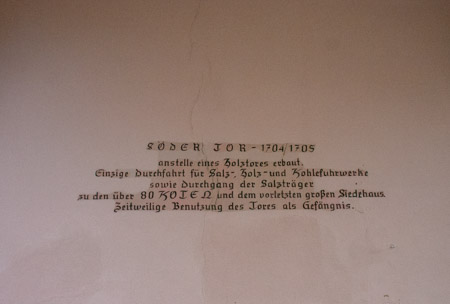 SÖDER TOR - 1704/1705
anstelle eines Holztores erbaut.
Einzige Durchfahrt für Salz-, Holz- und Kohlefuhrwerke
sowie Durchgang der Salzträger
zu den über 80 KOTEN und dem vorletzten großen Siedehaus.
Zeitweilige Benutzung des Tores als Gefängnis.